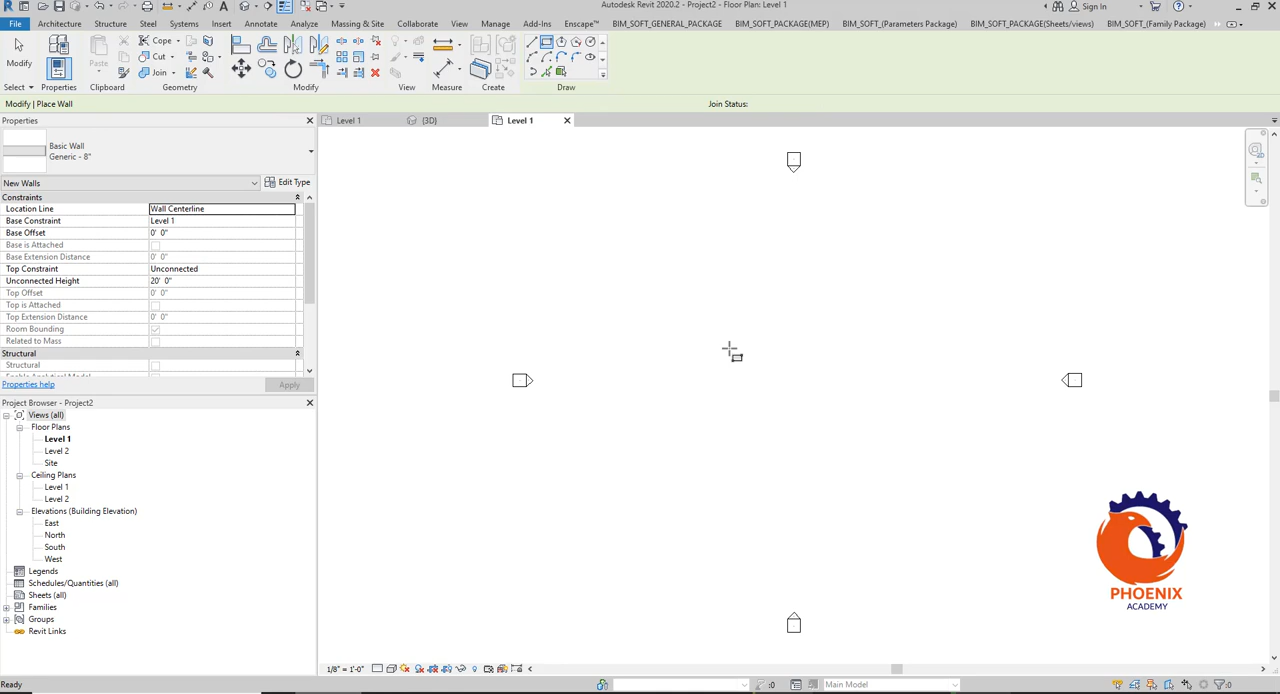 Autodesk Revit 2020.2 - Project2 - Floor Plan: Level 1
Sign In
File Architecture Structure Steel Systems Insert Annotate Analyze Massing & Site Collaborate View Manage Add-Ins Enscape™ BIM_SOFT_GENERAL_PACKAGE BIM_SOFT_PACKAGE(MEP) BIM_SOFT_(Parameters Package) BIM_SOFT_PACKAGE(Sheets/views) BIM_SOFT_(Family Package)
Modify Paste Cope
Cut
Join
Select Properties Clipboard Geometry Modify View Measure Create Draw
Modify | Place Wall Join Status:
Properties
Level 1 {3D} Level 1
Basic Wall
Generic - 8"
New Walls Edit Type
Constraints
Location Line Wall Centerline
Base Constraint Level 1
Base Offset 0' 0"
Base is Attached
Base Extension Distance 0' 0"
Top Constraint Unconnected
Unconnected Height 20' 0"
Top Offset 0' 0"
Top is Attached
Top Extension Distance 0' 0"
Room Bounding
Related to Mass
Structural
Structural
Properties help Apply
Project Browser - Project2
Views (all)
Floor Plans
Level 1
Level 2
Site
Ceiling Plans
Level 1
Level 2
Elevations (Building Elevation)
East
North
South
West
Legends
Schedules/Quantities (all)
Sheets (all)
Families
Groups
Revit Links
PHOENIX
ACADEMY
1/8" = 1'-0"
Ready :0 Main Model :0